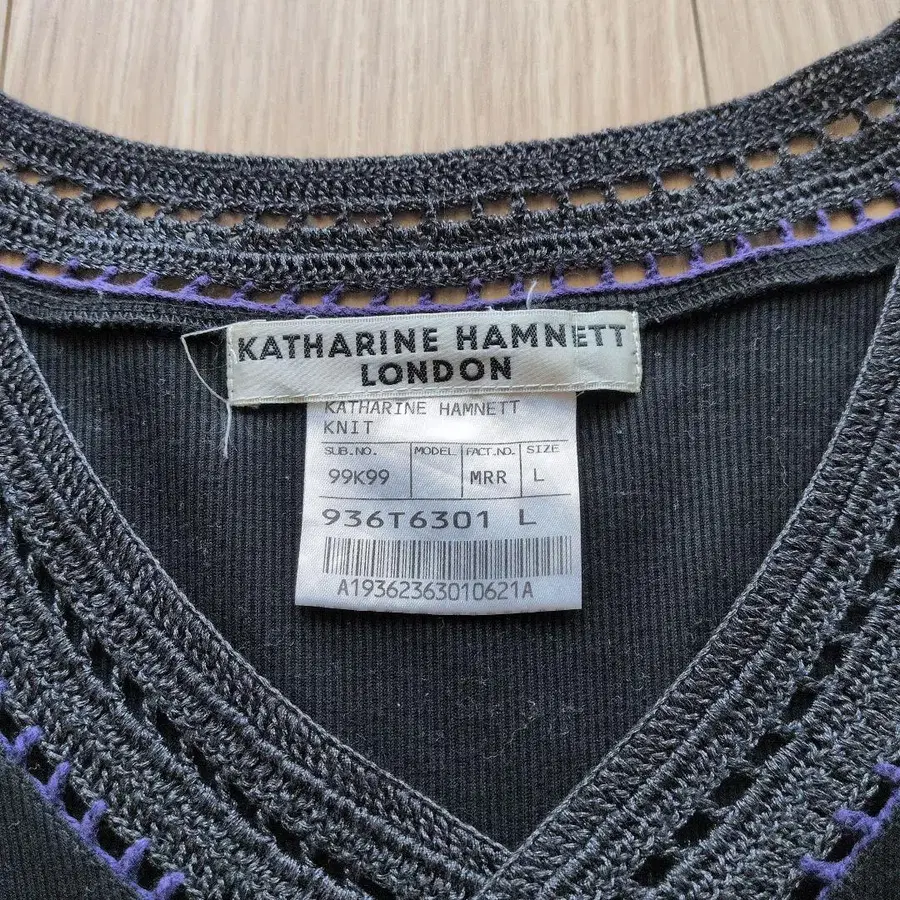 KATHARINE HAMNETT
LONDON
KATHARINE HAMNETT
KNIT
SUB.NO. MODEL FACT.NO. SIZE
99K99 MRR L
936T6301 L
A19362363010621A